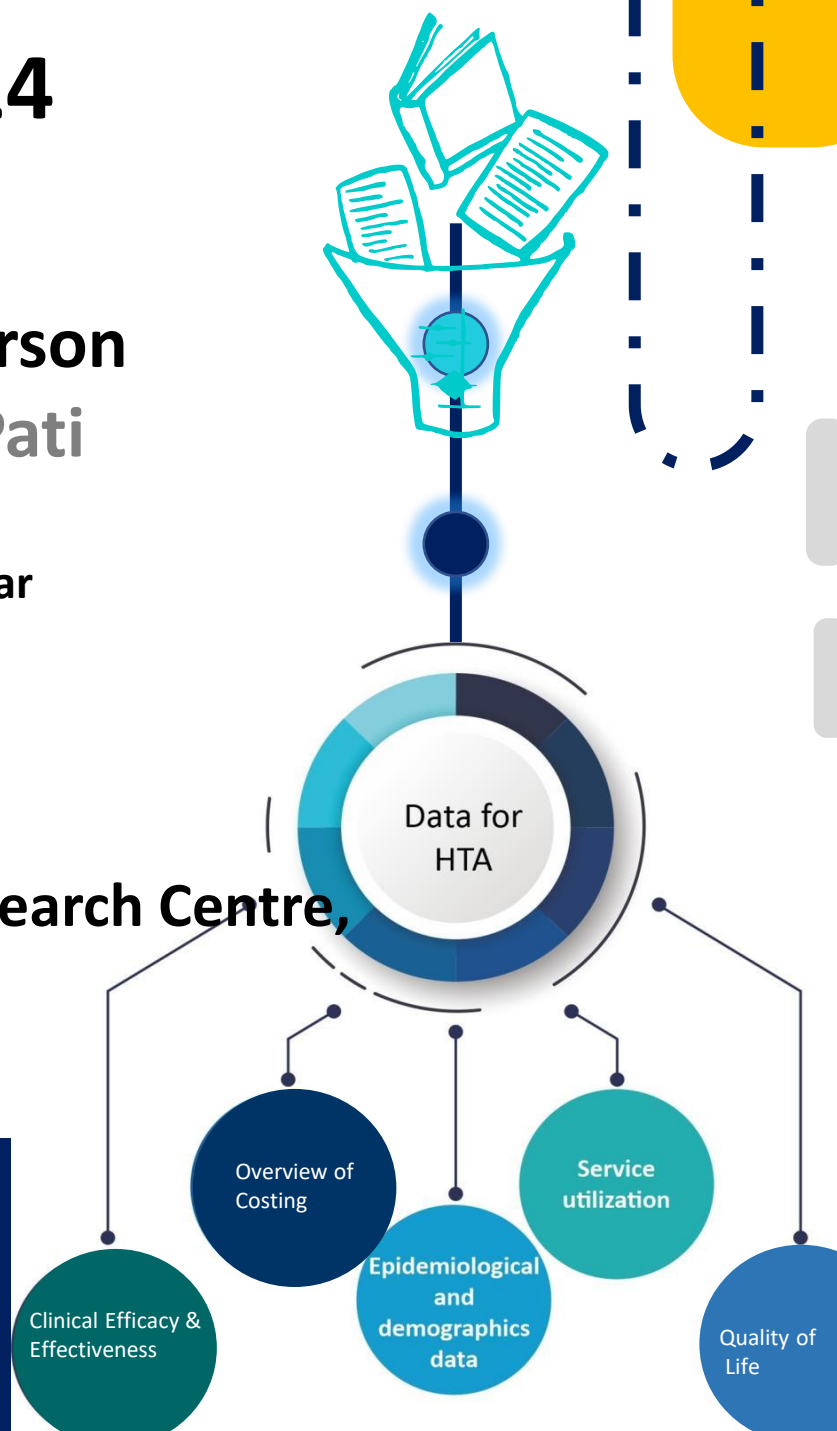 .4
rson
Pati
ar
Data for
HTA
search Centre,
Overview of
Costing
Service
utilization
Epidemiological
and
demographics
data
Clinical Efficacy &
Effectiveness
Quality of
Life